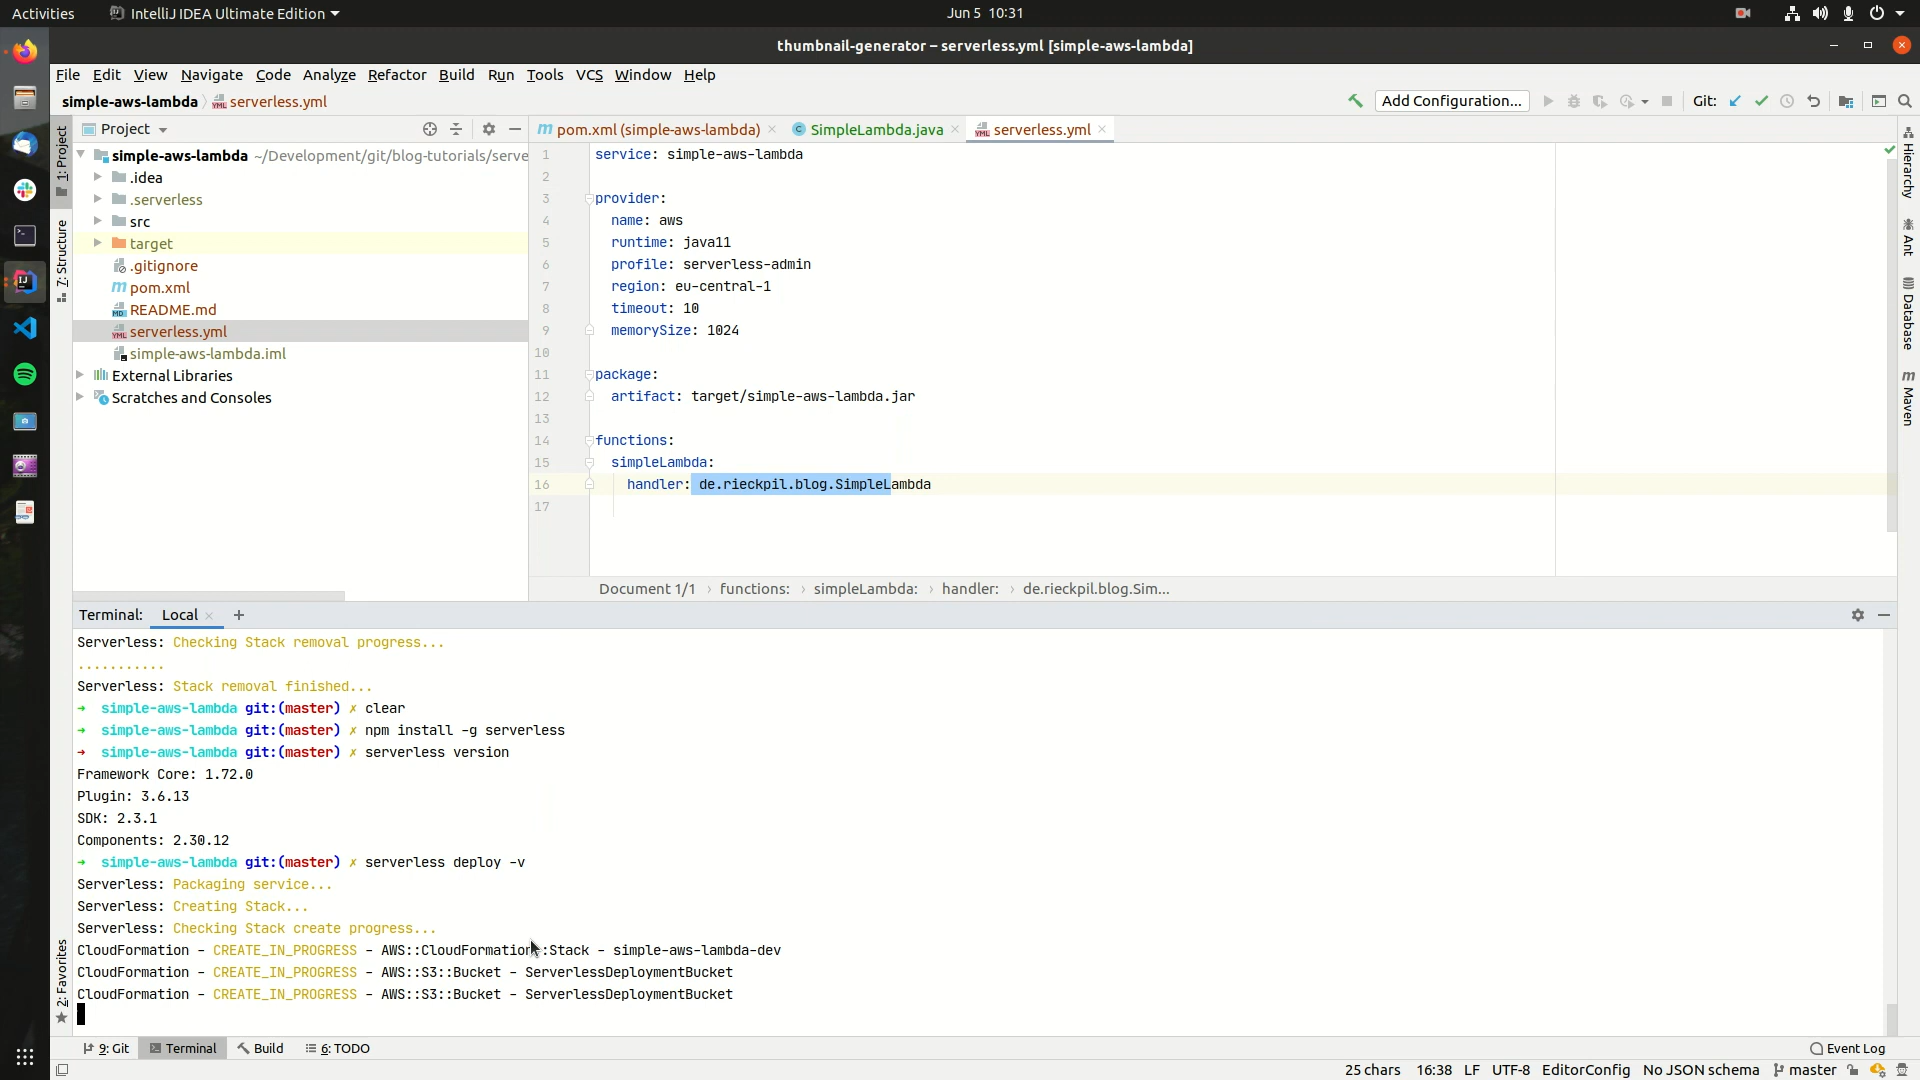 Activities
IntelliJ IDEA Ultimate Edition
Jun 5 10:31
thumbnail-generator – serverless.yml [simple-aws-lambda]
File Edit View Navigate Code Analyze Refactor Build Run Tools VCS Window Help
simple-aws-lambda serverless.yml
Add Configuration...
Git:
1: Project
7: Structure
2: Favorites
Project
simple-aws-lambda ~/Development/git/blog-tutorials/serve
.idea
.serverless
src
target
.gitignore
pom.xml
README.md
serverless.yml
simple-aws-lambda.iml
External Libraries
Scratches and Consoles
pom.xml (simple-aws-lambda)
SimpleLambda.java
serverless.yml
1 service: simple-aws-lambda
2
3 provider:
4 name: aws
5 runtime: java11
6 profile: serverless-admin
7 region: eu-central-1
8 timeout: 10
9 memorySize: 1024
10
11 package:
12 artifact: target/simple-aws-lambda.jar
13
14 functions:
15 simpleLambda:
16 handler: de.rieckpil.blog.SimpleLambda
17
Document 1/1 › functions: › simpleLambda: › handler: › de.rieckpil.blog.Sim...
Hierarchy
Ant
Database
Maven
Terminal: Local
Serverless: Checking Stack removal progress...
...........
Serverless: Stack removal finished...
→ simple-aws-lambda git:(master) ✗ clear
→ simple-aws-lambda git:(master) ✗ npm install -g serverless
→ simple-aws-lambda git:(master) ✗ serverless version
Framework Core: 1.72.0
Plugin: 3.6.13
SDK: 2.3.1
Components: 2.30.12
→ simple-aws-lambda git:(master) ✗ serverless deploy -v
Serverless: Packaging service...
Serverless: Creating Stack...
Serverless: Checking Stack create progress...
CloudFormation - CREATE_IN_PROGRESS - AWS::CloudFormation::Stack - simple-aws-lambda-dev
CloudFormation - CREATE_IN_PROGRESS - AWS::S3::Bucket - ServerlessDeploymentBucket
CloudFormation - CREATE_IN_PROGRESS - AWS::S3::Bucket - ServerlessDeploymentBucket
9: Git Terminal Build 6: TODO
Event Log
25 chars 16:38 LF UTF-8 EditorConfig No JSON schema master